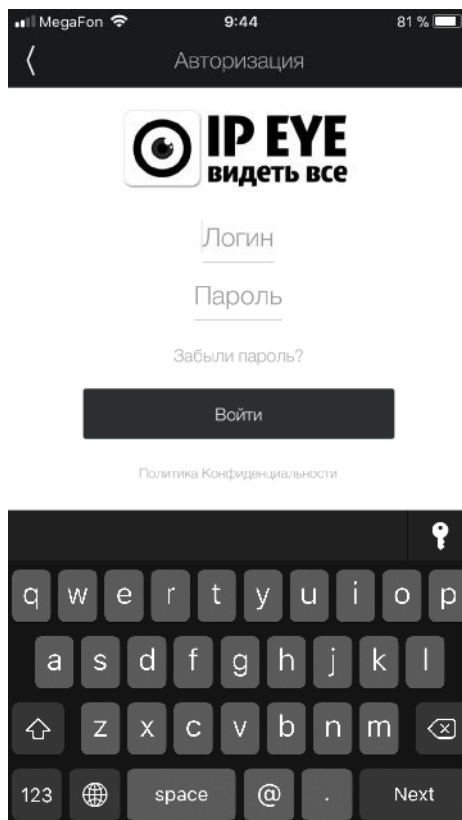 MegaFon 9:44 81 %
Авторизация
IP EYE
видеть все
Логин
Пароль
Забыли пароль?
Войти
Политика Конфиденциальности
q w e r t y u i o p
a s d f g h j k l
z x c v b n m
123 space @ . Next